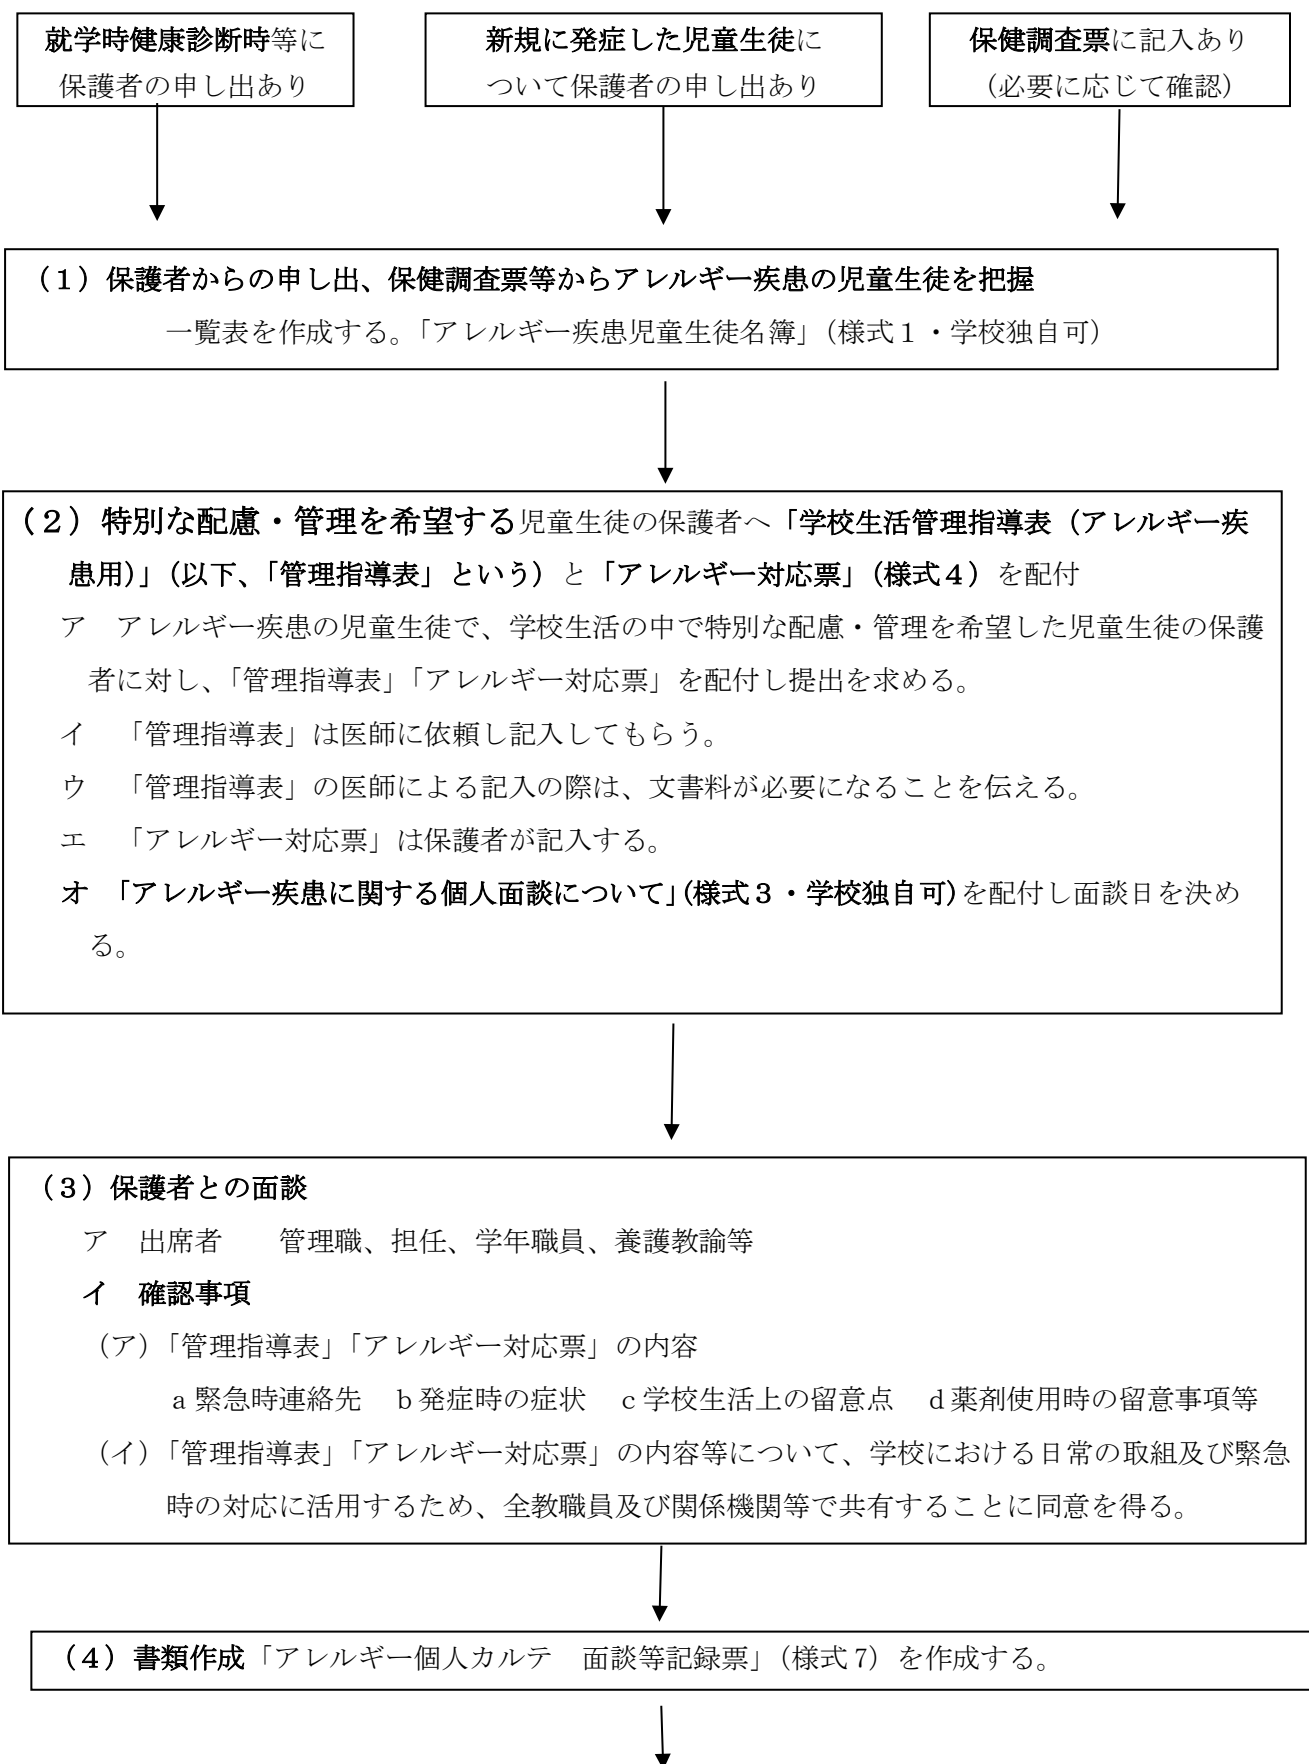 就学時健康診断時等に
保護者の申し出あり
新規に発症した児童生徒に
ついて保護者の申し出あり
保健調査票に記入あり
（必要に応じて確認）
（１）保護者からの申し出、保健調査票等からアレルギー疾患の児童生徒を把握
一覧表を作成する。「アレルギー疾患児童生徒名簿」（様式１・学校独自可）
（２）特別な配慮・管理を希望する児童生徒の保護者へ「学校生活管理指導表（アレルギー疾
患用）」（以下、「管理指導表」という）と「アレルギー対応票」（様式４）を配付
ア　アレルギー疾患の児童生徒で、学校生活の中で特別な配慮・管理を希望した児童生徒の保護
者に対し、「管理指導表」「アレルギー対応票」を配付し提出を求める。
イ　「管理指導表」は医師に依頼し記入してもらう。
ウ　「管理指導表」の医師による記入の際は、文書料が必要になることを伝える。
エ　「アレルギー対応票」は保護者が記入する。
オ　「アレルギー疾患に関する個人面談について」（様式３・学校独自可）を配付し面談日を決め
る。
（３）保護者との面談
ア　出席者　　管理職、担任、学年職員、養護教諭等
イ　確認事項
（ア）「管理指導表」「アレルギー対応票」の内容
a 緊急時連絡先　b 発症時の症状　c 学校生活上の留意点　d 薬剤使用時の留意事項等
（イ）「管理指導表」「アレルギー対応票」の内容等について、学校における日常の取組及び緊急
時の対応に活用するため、全教職員及び関係機関等で共有することに同意を得る。
（４）書類作成「アレルギー個人カルテ　面談等記録票」（様式 7）を作成する。